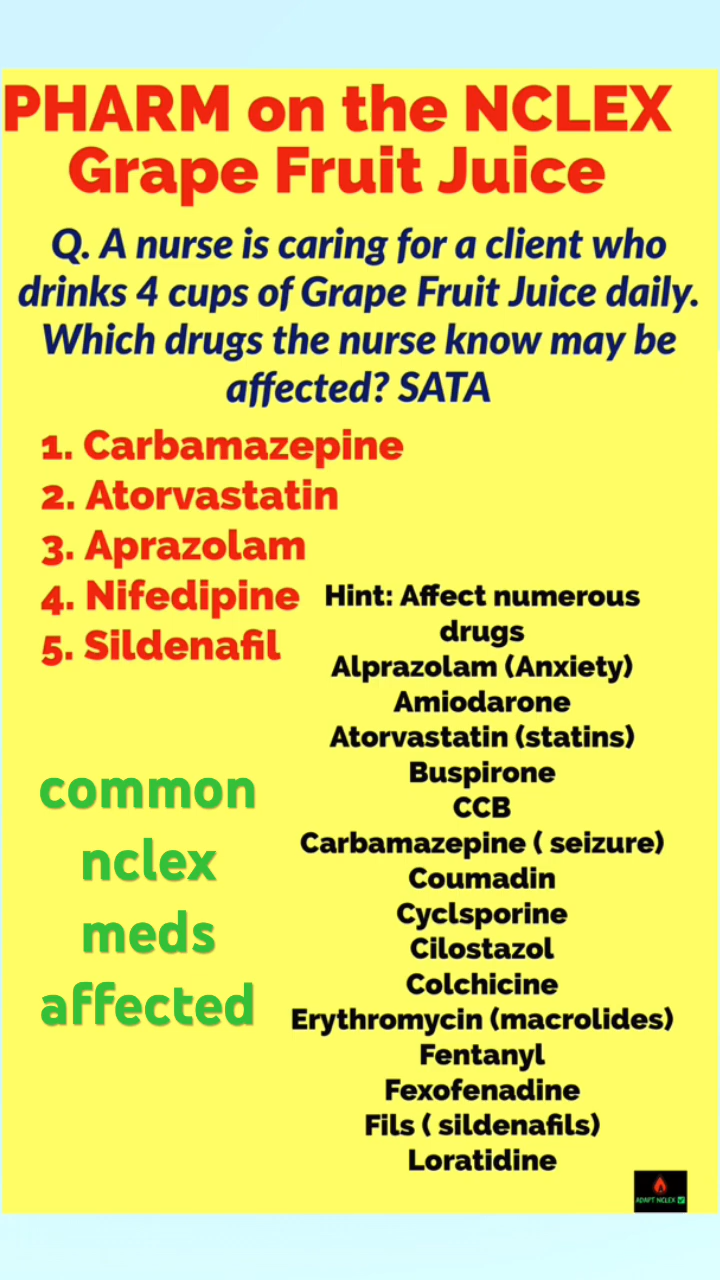 PHARM on the NCLEX
Grape Fruit Juice
Q. A nurse is caring for a client who
drinks 4 cups of Grape Fruit Juice daily.
Which drugs the nurse know may be
affected? SATA
1. Carbamazepine
2. Atorvastatin
3. Aprazolam
4. Nifedipine
5. Sildenafil
Hint: Affect numerous
drugs
Alprazolam (Anxiety)
Amiodarone
Atorvastatin (statins)
Buspirone
CCB
Carbamazepine ( seizure)
Coumadin
Cyclsporine
Cilostazol
Colchicine
Erythromycin (macrolides)
Fentanyl
Fexofenadine
Fils ( sildenafils)
Loratidine
common
nclex
meds
affected
ADAPT NCLEX ✅